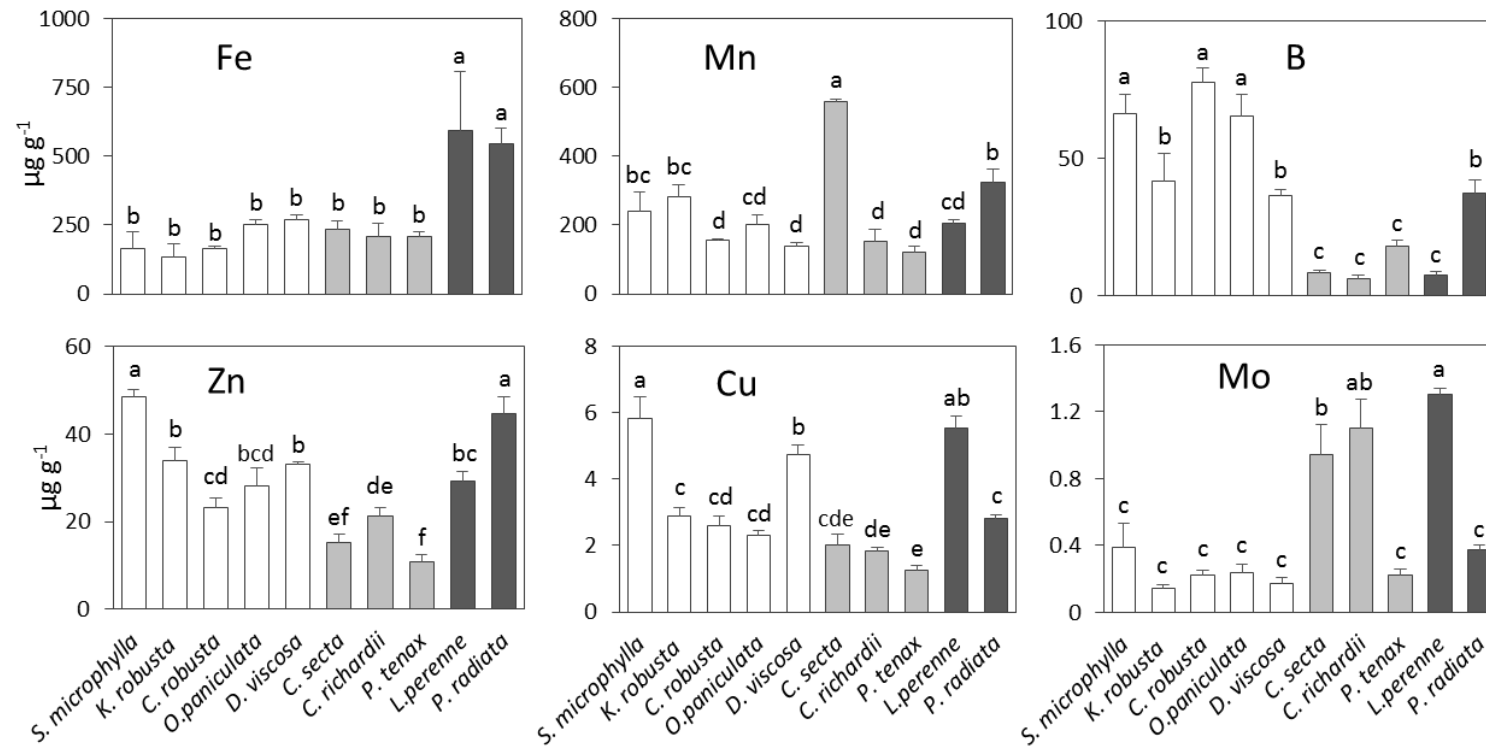 Fe
µg g-1
1000
750
500
250
0
b b b b b b b b a a
Mn
800
600
400
200
0
bc bc d cd d a d d cd b
B
100
50
0
a b a a b c c c c b
Zn
µg g-1
60
40
20
0
a b cd bcd b ef de f bc a
Cu
8
6
4
2
0
a c cd cd b cde de e ab c
Mo
1.6
1.2
0.8
0.4
0
c c c c c b ab c a c
S. microphylla
K. robusta
C. robusta
O.paniculata
D. viscosa
C. secta
C. richardii
P. tenax
L.perenne
P. radiata
S. microphylla
K. robusta
C. robusta
O.paniculata
D. viscosa
C. secta
C. richardii
P. tenax
L.perenne
P. radiata
S. microphylla
K. robusta
C. robusta
O.paniculata
D. viscosa
C. secta
C. richardii
P. tenax
L.perenne
P. radiata